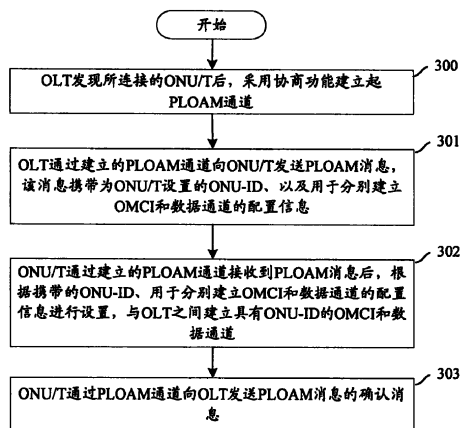 开始
300
OLT发现所连接的ONU/T后，采用协商功能建立起
PLOAM通道
301
OLT通过建立的PLOAM通道向ONU/T发送PLOAM消息，
该消息携带为ONU/T设置的ONU-ID、以及用于分别建立
OMCI和数据通道的配置信息
302
ONU/T通过建立的PLOAM通道接收到PLOAM消息后，根
据携带的ONU-ID、用于分别建立OMCI和数据通道的配置
信息进行设置，与OLT之间建立具有ONU-ID的OMCI和数
据通道
303
ONU/T通过PLOAM通道向OLT发送PLOAM消息的确认消
息